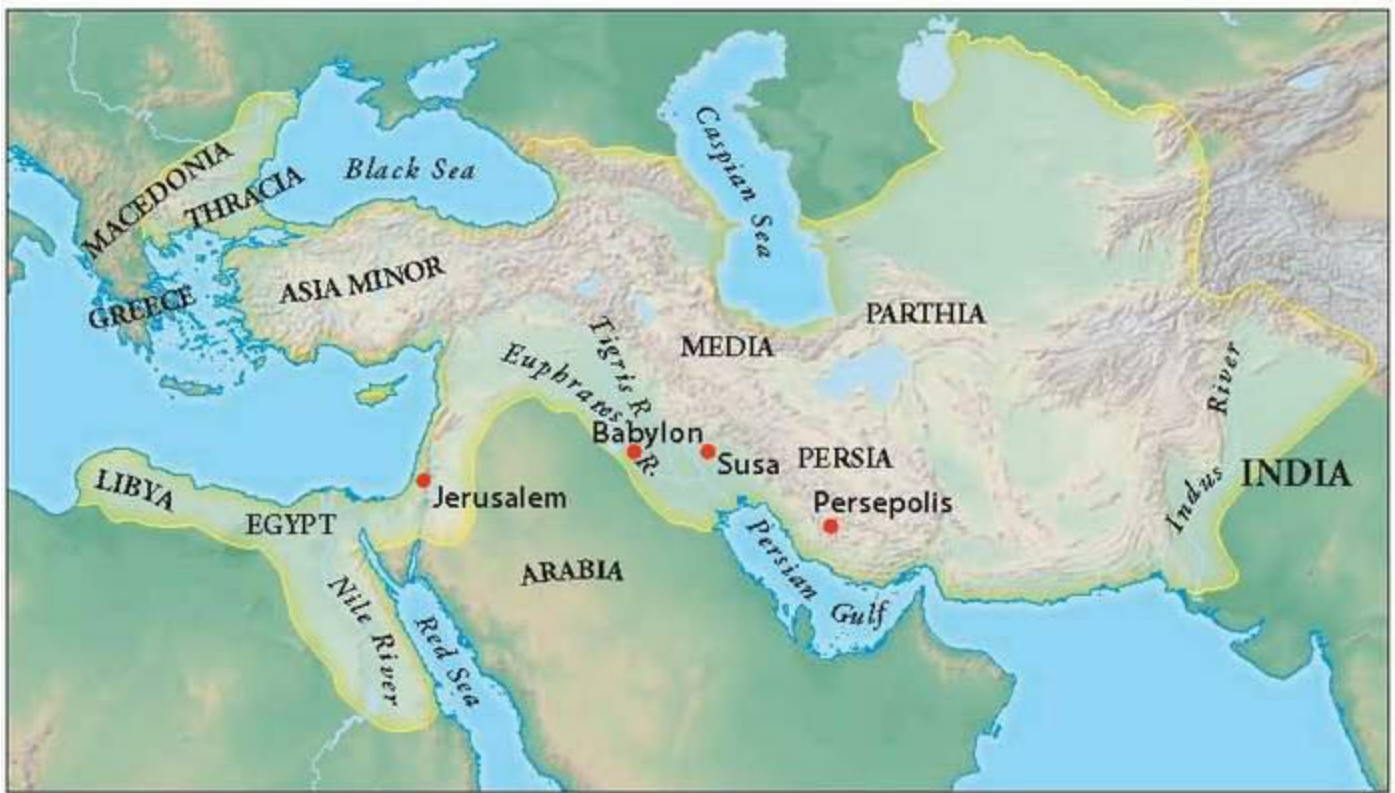 MACEDONIA
THRACIA
Black Sea
Caspian Sea
GREECE
ASIA MINOR
PARTHIA
MEDIA
Tigris R.
Euphrates R.
Babylon
Susa
PERSIA
Persepolis
Indus River
INDIA
LIBYA
EGYPT
Jerusalem
ARABIA
Persian Gulf
Nile River
Red Sea